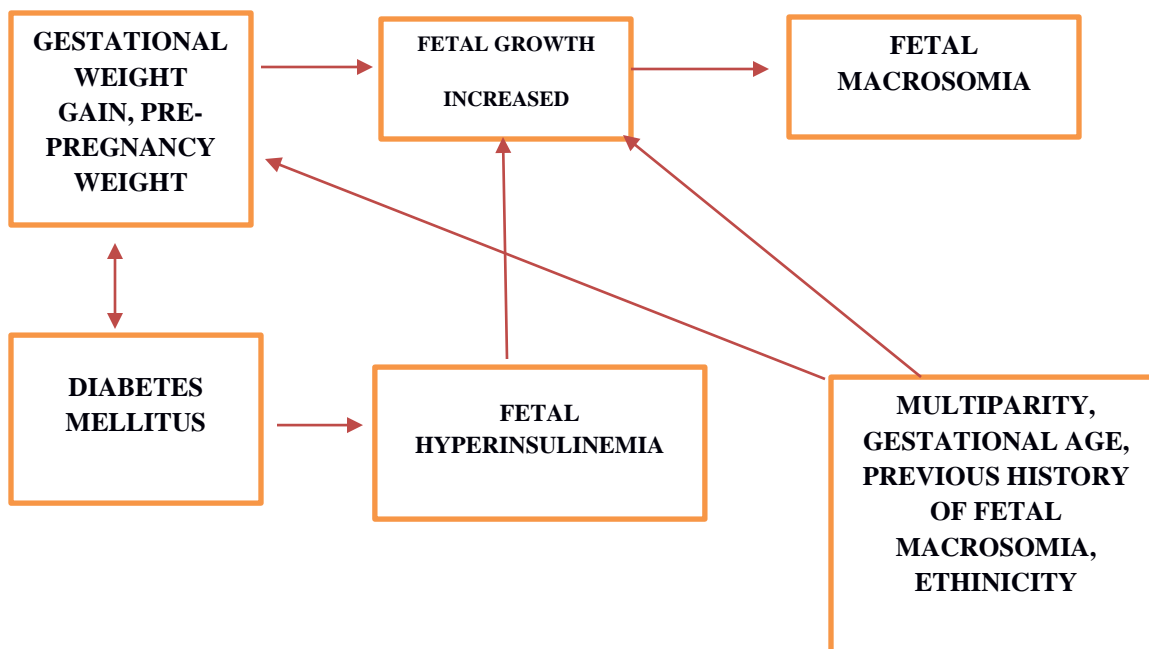 GESTATIONAL
WEIGHT
GAIN, PRE-
PREGNANCY
WEIGHT
FETAL GROWTH
INCREASED
FETAL
MACROSOMIA
DIABETES
MELLITUS
FETAL
HYPERINSULINEMIA
MULTIPARITY,
GESTATIONAL AGE,
PREVIOUS HISTORY
OF FETAL
MACROSOMIA,
ETHINICITY